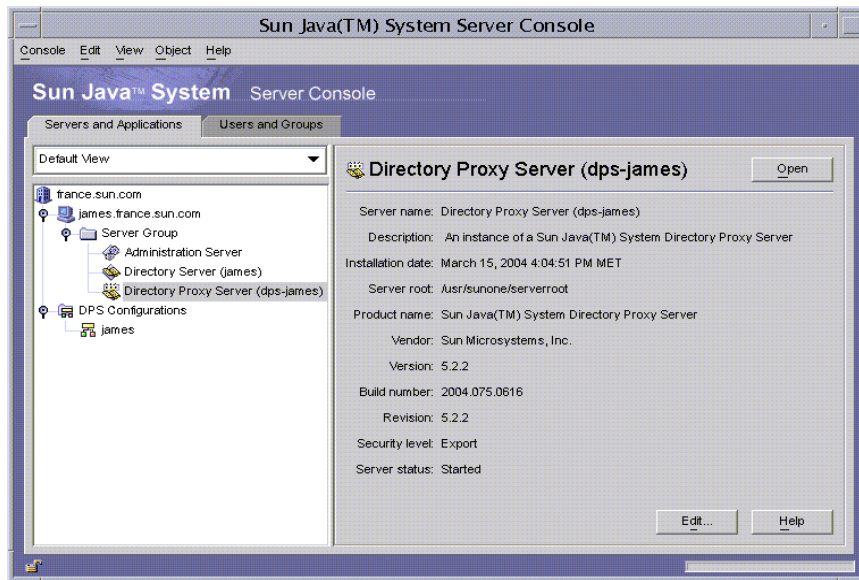 Sun Java(TM) System Server Console
Console Edit View Object Help
Sun Java™ System Server Console
Servers and Applications Users and Groups
Default View
france.sun.com
james.france.sun.com
Server Group
Administration Server
Directory Server (james)
Directory Proxy Server (dps-james)
DPS Configurations
james
Directory Proxy Server (dps-james) Open
Server name: Directory Proxy Server (dps-james)
Description: An instance of a Sun Java(TM) System Directory Proxy Server
Installation date: March 15, 2004 4:04:51 PM MET
Server root: /usr/sunone/serverroot
Product name: Sun Java(TM) System Directory Proxy Server
Vendor: Sun Microsystems, Inc.
Version: 5.2.2
Build number: 2004.075.0616
Revision: 5.2.2
Security level: Export
Server status: Started
Edit... Help